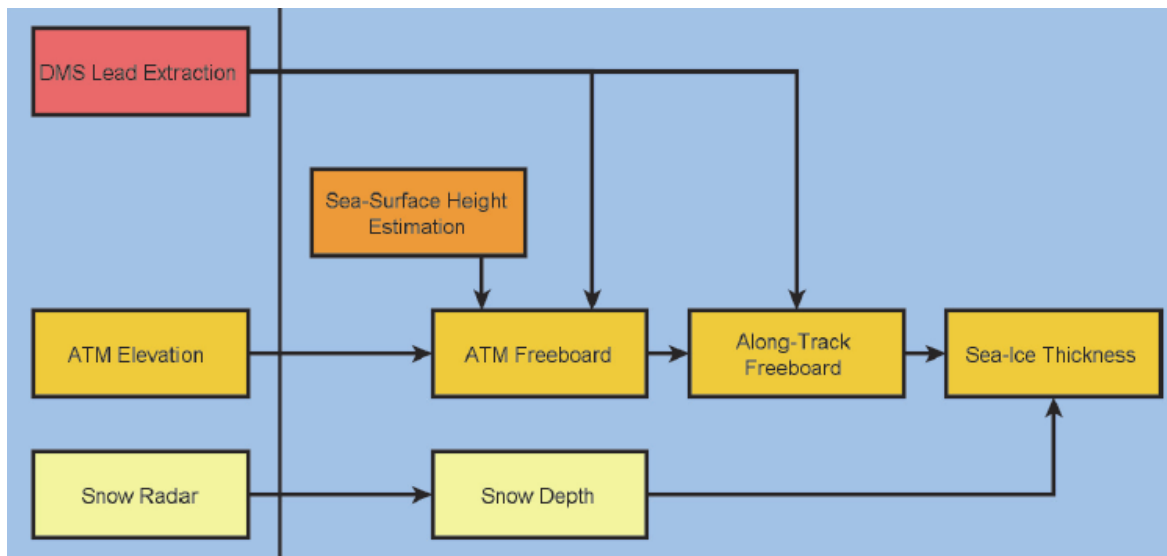 DMS Lead Extraction
Sea-Surface Height
Estimation
ATM Elevation
ATM Freeboard
Along-Track
Freeboard
Sea-Ice Thickness
Snow Radar
Snow Depth